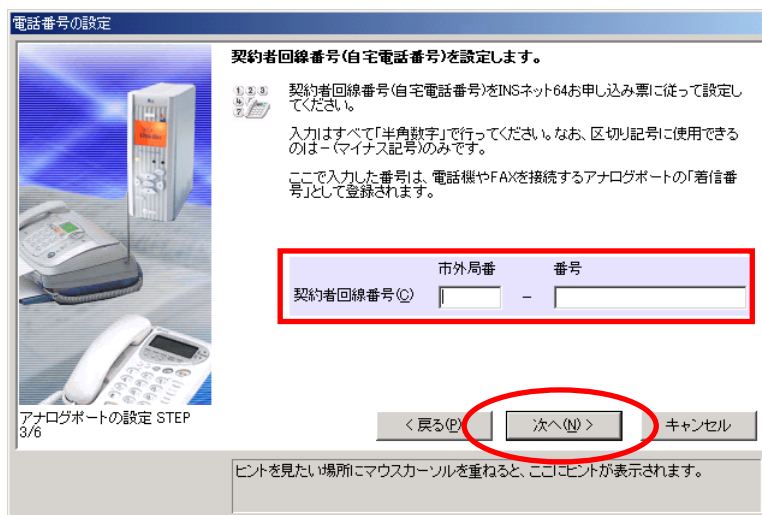 電話番号の設定
契約者回線番号(自宅電話番号)を設定します。
契約者回線番号(自宅電話番号)をINSネット64お申し込み票に従って設定し
てください。
入力はすべて「半角数字」で行ってください。なお、区切り記号に使用できる
のは－(マイナス記号)のみです。
ここで入力した番号は、電話機やFAXを接続するアナログポートの「着信番
号」として登録されます。
市外局番 番号
契約者回線番号(C) －
アナログポートの設定 STEP
3/6
< 戻る(P) 次へ(N) > キャンセル
ヒントを見たい場所にマウスカーソルを重ねると、ここにヒントが表示されます。